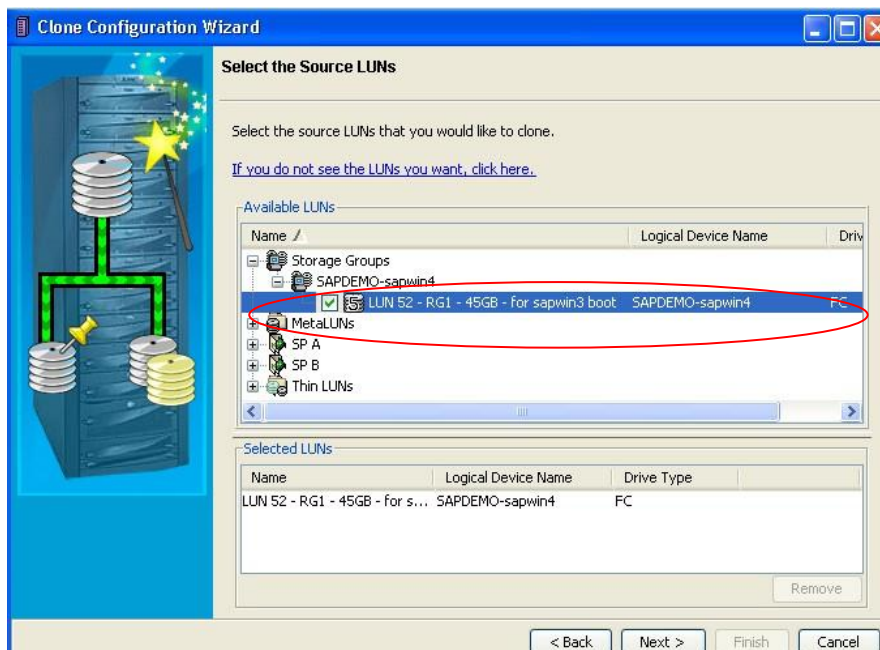 Clone Configuration Wizard
Select the Source LUNs
Select the source LUNs that you would like to clone.
If you do not see the LUNs you want, click here.
Available LUNs
Name Logical Device Name Driv
Storage Groups
SAPDEMO-sapwin4
LUN 52 - RG1 - 45GB - for sapwin3 boot SAPDEMO-sapwin4 FC
MetaLUNs
SP A
SP B
Thin LUNs
Selected LUNs
Name Logical Device Name Drive Type
LUN 52 - RG1 - 45GB - for s... SAPDEMO-sapwin4 FC
Remove
< Back Next > Finish Cancel